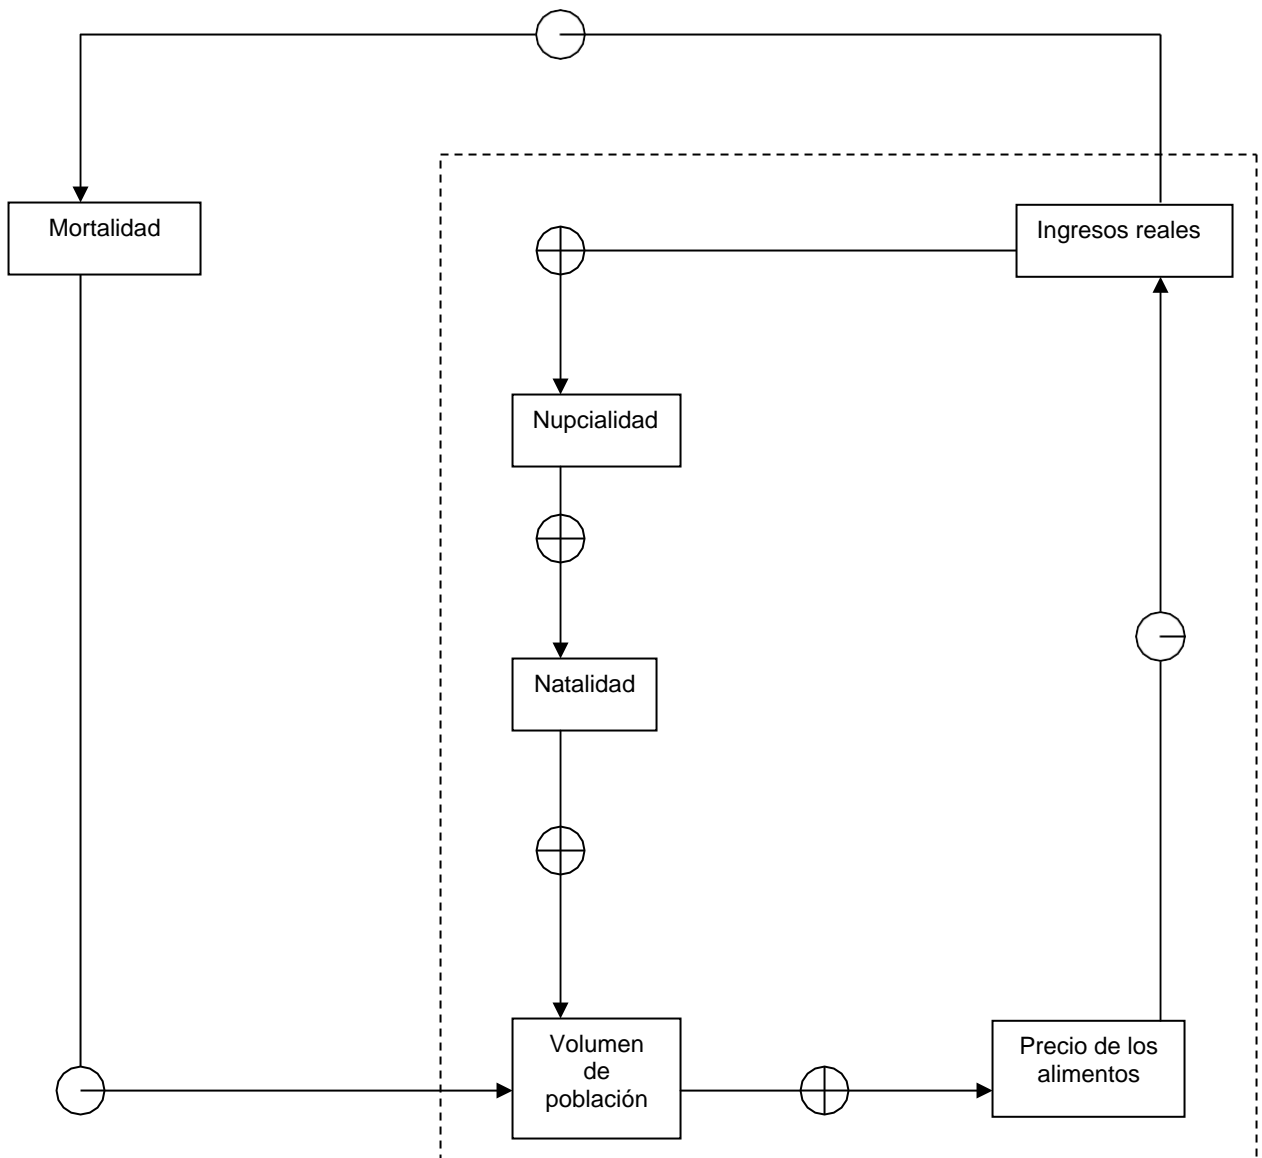 Mortalidad
Ingresos reales
Nupcialidad
Natalidad
Volumen
de
población
Precio de los
alimentos